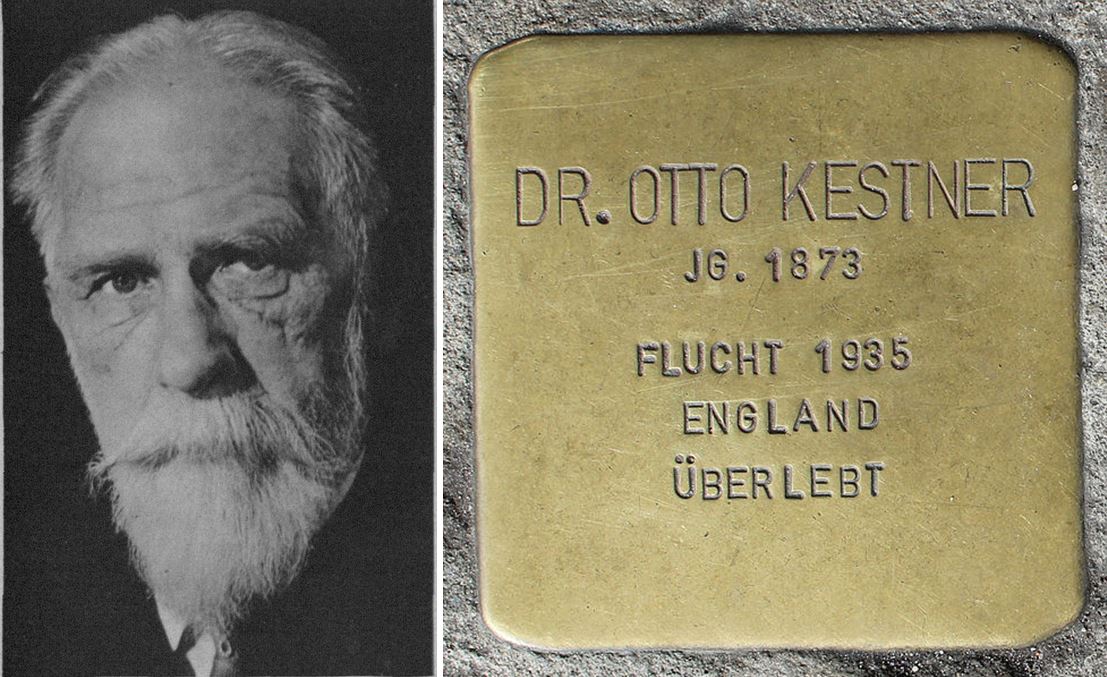 DR. OTTO KESTNER
JG. 1873
FLUCHT 1935
ENGLAND
ÜBERLEBT